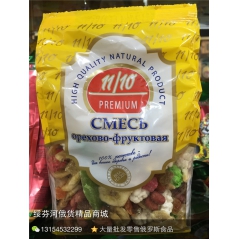 HIGH QUALITY NATURAL PRODUCT
11/10
PREMIUM
СМЕСЬ
орехово-фруктовая
绥芬河俄货精品商城
13154532299
★ 大量批发零售俄罗斯食品